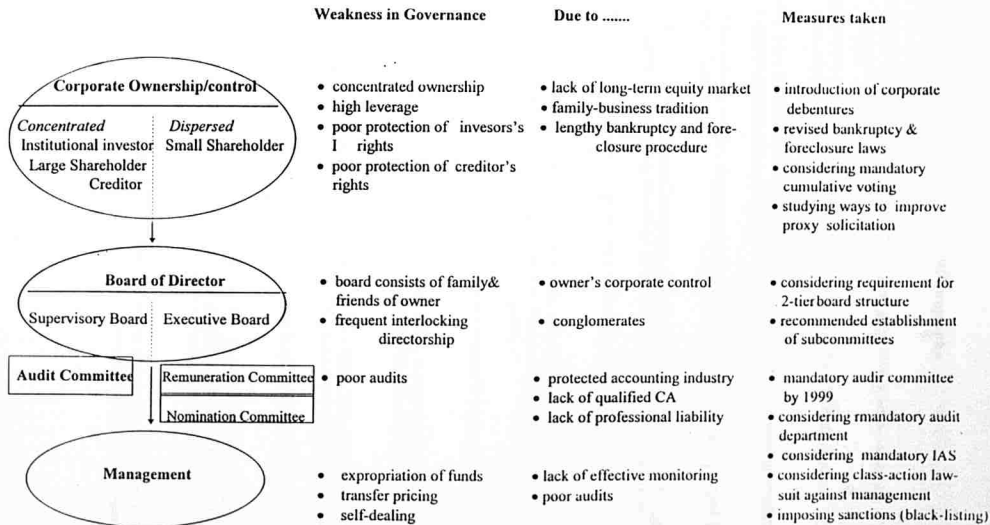 Weakness in Governance
Due to .......
Measures taken
Corporate Ownership/control
Concentrated
Institutional investor
Large Shareholder
Creditor
Dispersed
Small Shareholder
• concentrated ownership
• high leverage
• poor protection of invesors's
I rights
• poor protection of creditor's
rights
• lack of long-term equity market
• family-business tradition
• lengthy bankruptcy and fore-
closure procedure
• introduction of corporate
debentures
• revised bankruptcy &
foreclosure laws
• considering mandatory
cumulative voting
• studying ways to improve
proxy solicitation
Board of Director
Supervisory Board
Executive Board
• board consists of family&
friends of owner
• frequent interlocking
directorship
• owner's corporate control
• conglomerates
• considering requirement for
2-tierboard structure
• recommended establishment
of subcommittees
Audit Committee
Remuneration Committee
Nomination Committee
• poor audits
• protected accounting industry
• lack of qualified CA
• lack of professional liability
• mandatory audir committee
by 1999
• considering rmandatory audit
department
• considering mandatory IAS
Management
• expropriation of funds
• transfer pricing
• self-dealing
• lack of effective monitoring
• poor audits
• considering class-action law-
suit against management
• imposing sanctions (black-listing)